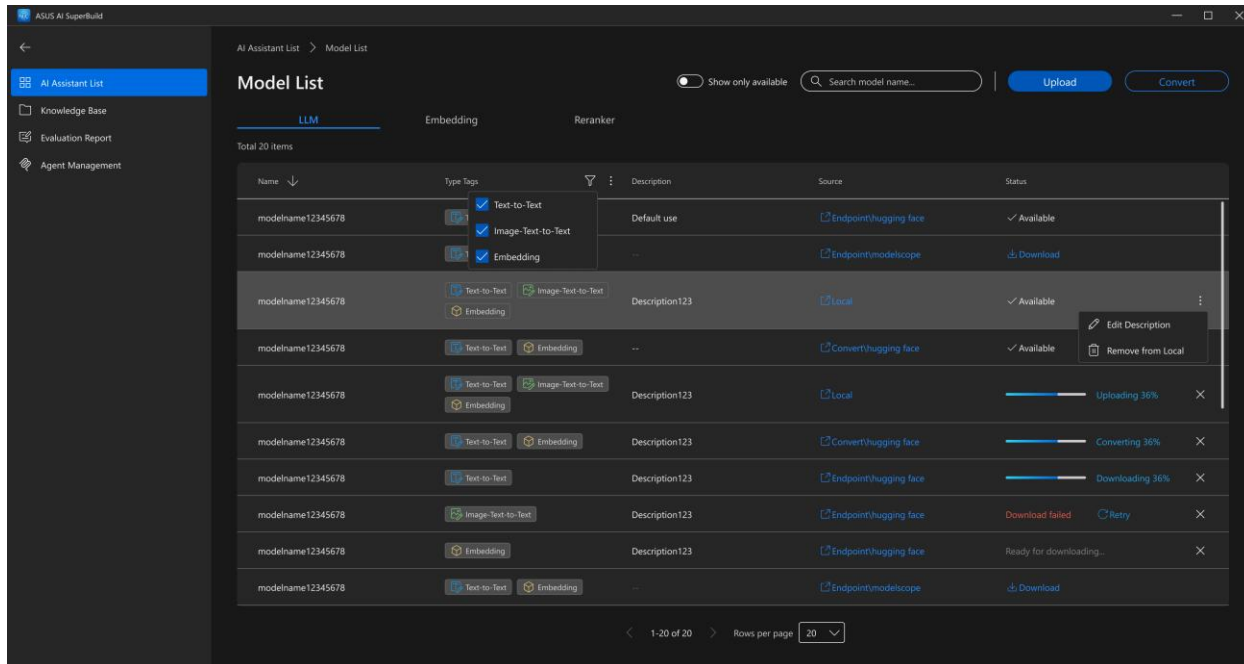 ASUS AI SuperBuild
AI Assistant List > Model List
AI Assistant List
Knowledge Base
Evaluation Report
Agent Management
Model List
Show only available
Search model name...
Upload
Convert
LLM Embedding Reranker
Total 20 items
Name Type Tags Description Source Status
Text-to-Text
Image-Text-to-Text
Embedding
modelname12345678 Default use Endpoint\hugging face Available
modelname12345678 -- Endpoint\modelscope Download
modelname12345678 Text-to-Text Image-Text-to-Text Embedding Description123 Local Available
Edit Description
Remove from Local
modelname12345678 Text-to-Text Embedding -- Convert\hugging face Available
modelname12345678 Text-to-Text Image-Text-to-Text Embedding Description123 Local Uploading 36%
modelname12345678 Text-to-Text Embedding Description123 Convert\hugging face Converting 36%
modelname12345678 Text-to-Text Description123 Endpoint\hugging face Downloading 36%
modelname12345678 Image-Text-to-Text Description123 Endpoint\hugging face Download failed Retry
modelname12345678 Embedding Description123 Endpoint\hugging face Ready for downloading...
modelname12345678 Text-to-Text Embedding -- Endpoint\modelscope Download
1-20 of 20 Rows per page 20